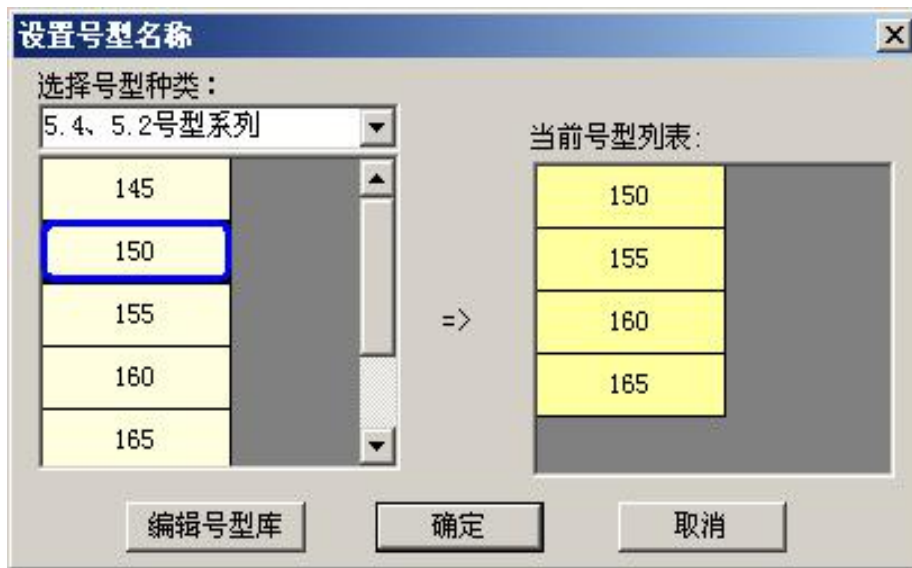 设置号型名称
选择号型种类：
5.4、5.2号型系列
145
150
155
160
165
=>
当前号型列表:
150
155
160
165
编辑号型库
确定
取消